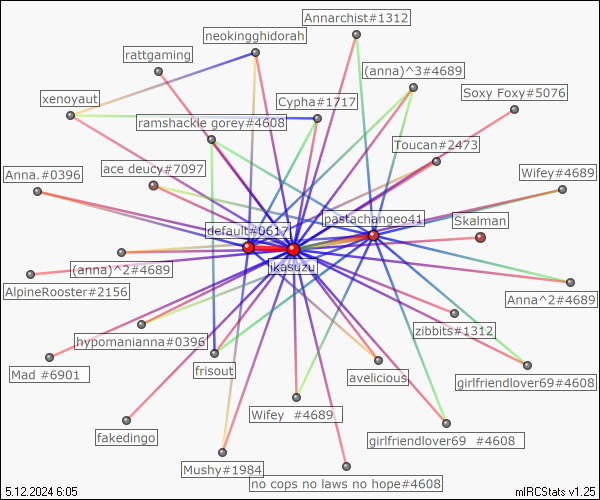 Annarchist#1312
neokingghidorah
rattgaming
(anna)^3#4689
Soxy Foxy#5076
xenoyaut
Cypha#1717
ramshackle gorey#4608
Toucan#2473
ace deucy#7097
Anna.#0396
Wifey #4689
pastachangeo41
Skalman
default#0617
ikasuzu
(anna)^2#4689
AlpineRooster#2156
Anna^2#4689
zibbits#1312
hypomanianna#0396
frisout
Mad #6901
avelicious
girlfriendlover69#4608
Wifey #4689
fakedingo
girlfriendlover69 #4608
Mushy#1984
no cops no laws no hope#4608
5.12.2024 6:05
mIRCStats v1.25